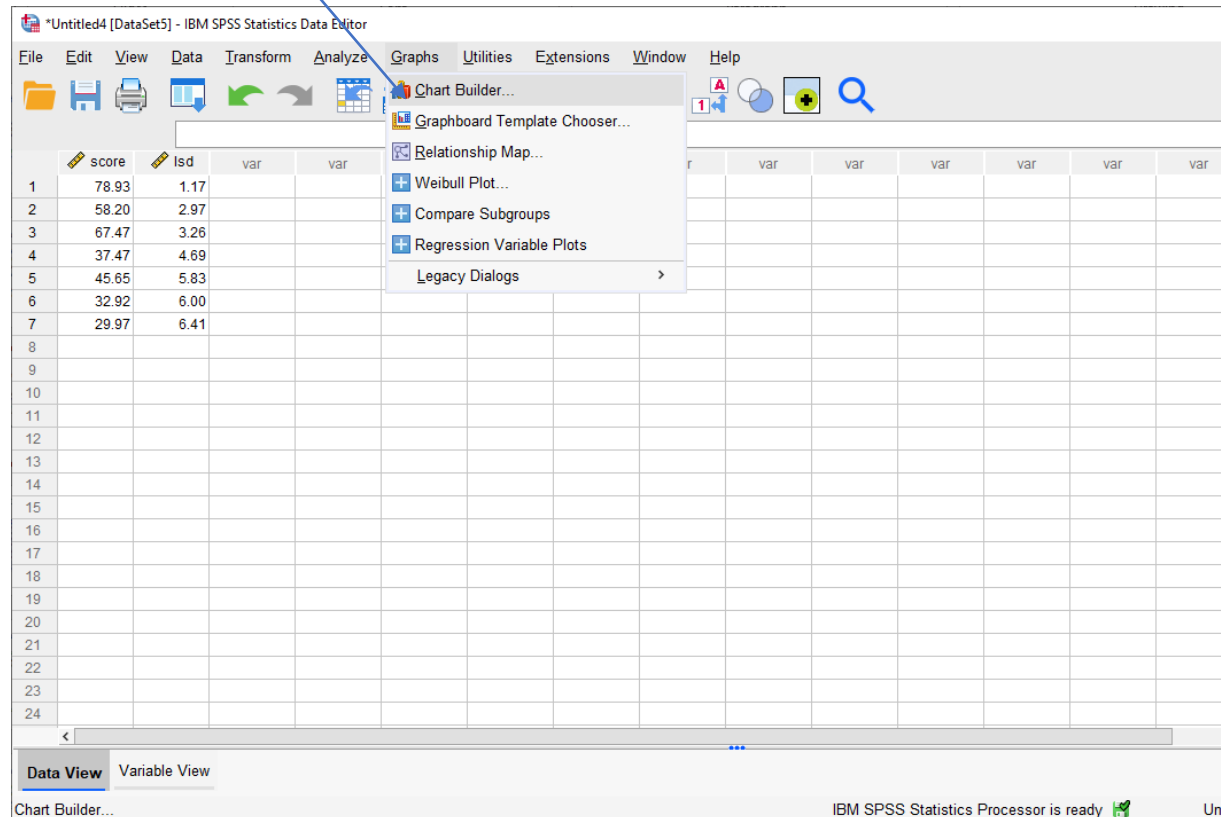 *Untitled4 [DataSet5] - IBM SPSS Statistics Data Editor
File Edit View Data Transform Analyze Graphs Utilities Extensions Window Help
Chart Builder...
Graphboard Template Chooser...
Relationship Map...
Weibull Plot...
Compare Subgroups
Regression Variable Plots
Legacy Dialogs
A
1
score lsd var var r var var var var var
1 78.93 1.17
2 58.20 2.97
3 67.47 3.26
4 37.47 4.69
5 45.65 5.83
6 32.92 6.00
7 29.97 6.41
8
9
10
11
12
13
14
15
16
17
18
19
20
21
22
23
24
Data View Variable View
Chart Builder... IBM SPSS Statistics Processor is ready Un